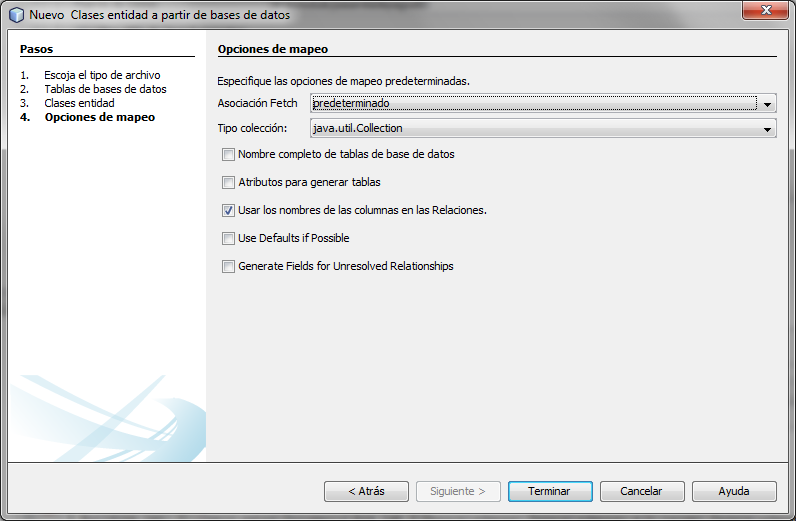 Nuevo Clases entidad a partir de bases de datos
Pasos
1. Escoja el tipo de archivo
2. Tablas de bases de datos
3. Clases entidad
4. Opciones de mapeo
Opciones de mapeo
Especifique las opciones de mapeo predeterminadas.
Asociación Fetch predeterminado
Tipo colección: java.util.Collection
Nombre completo de tablas de base de datos
Atributos para generar tablas
Usar los nombres de las columnas en las Relaciones.
Use Defaults if Possible
Generate Fields for Unresolved Relationships
< Atrás Siguiente > Terminar Cancelar Ayuda